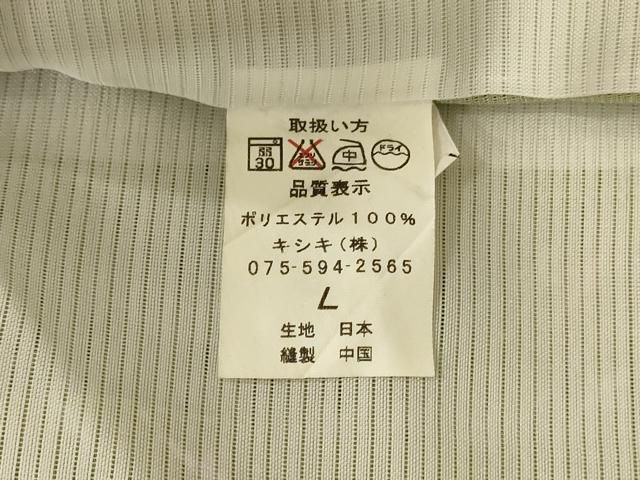 取扱い方
30 中 ドライ
品質表示
ポリエステル100%
キシキ(株)
075-594-2565
L
生地 日本
縫製 中国